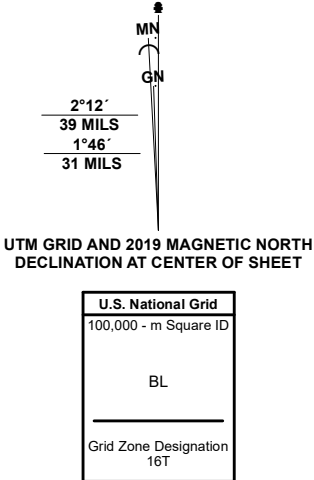 MN
GN
2°12´
39 MILS
1°46´
31 MILS
UTM GRID AND 2019 MAGNETIC NORTH
DECLINATION AT CENTER OF SHEET
U.S. National Grid
100,000 - m Square ID
BL
Grid Zone Designation
16T